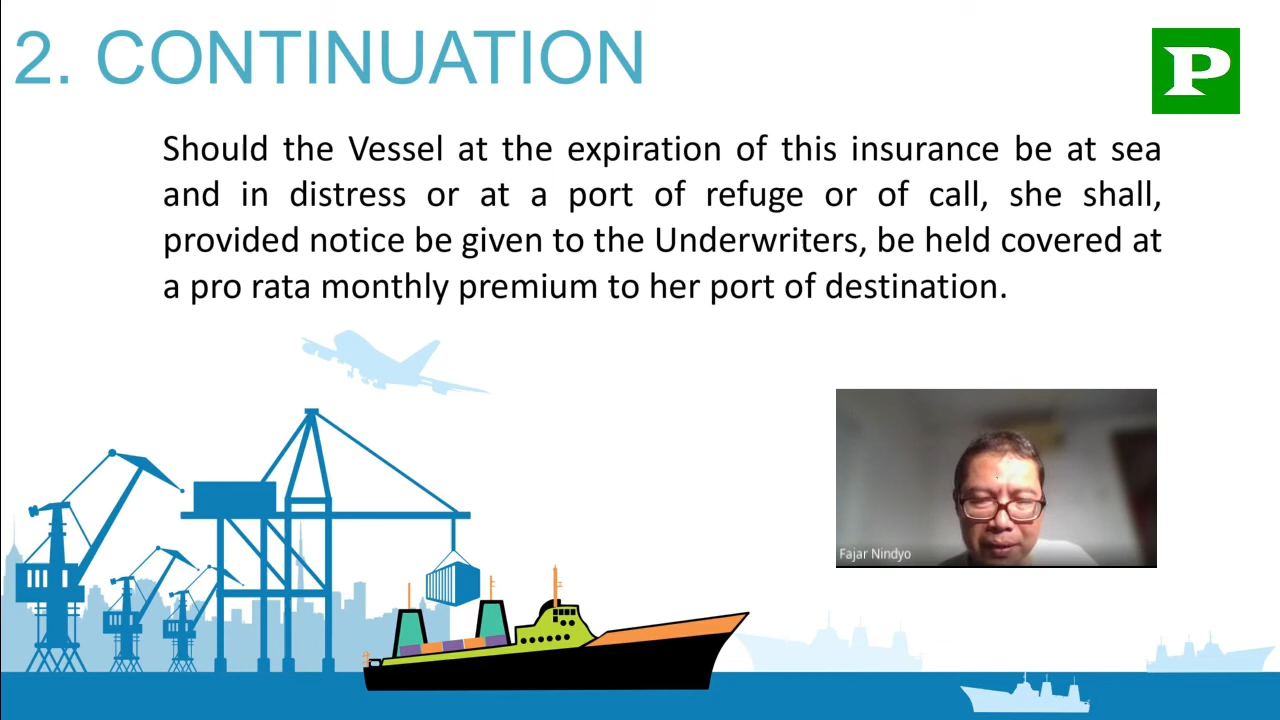 2. CONTINUATION
P
Should the Vessel at the expiration of this insurance be at sea
and in distress or at a port of refuge or of call, she shall,
provided notice be given to the Underwriters, be held covered at
a pro rata monthly premium to her port of destination.
Fajar Nindyo